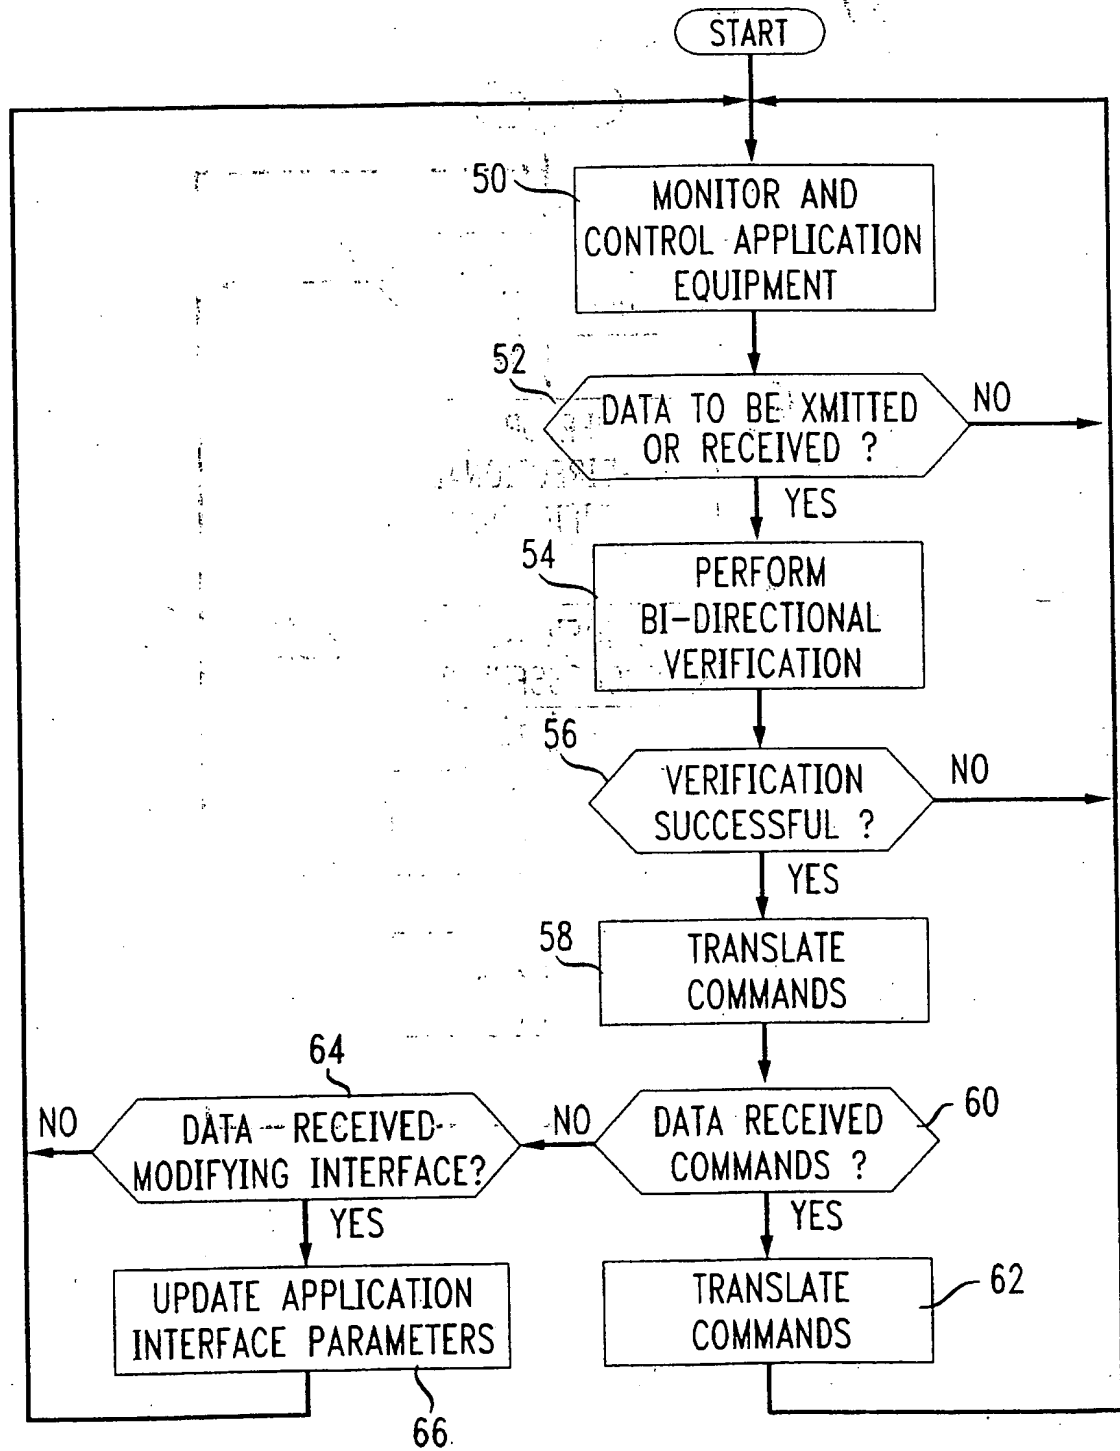 START
50
MONITOR AND
CONTROL APPLICATION
EQUIPMENT
52
DATA TO BE XMITTED
OR RECEIVED ?
NO
YES
54
PERFORM
BI-DIRECTIONAL
VERIFICATION
56
VERIFICATION
SUCCESSFUL ?
NO
YES
58
TRANSLATE
COMMANDS
60
DATA RECEIVED
COMMANDS ?
NO
YES
64
DATA RECEIVED
MODIFYING INTERFACE?
NO
YES
62
TRANSLATE
COMMANDS
UPDATE APPLICATION
INTERFACE PARAMETERS
66